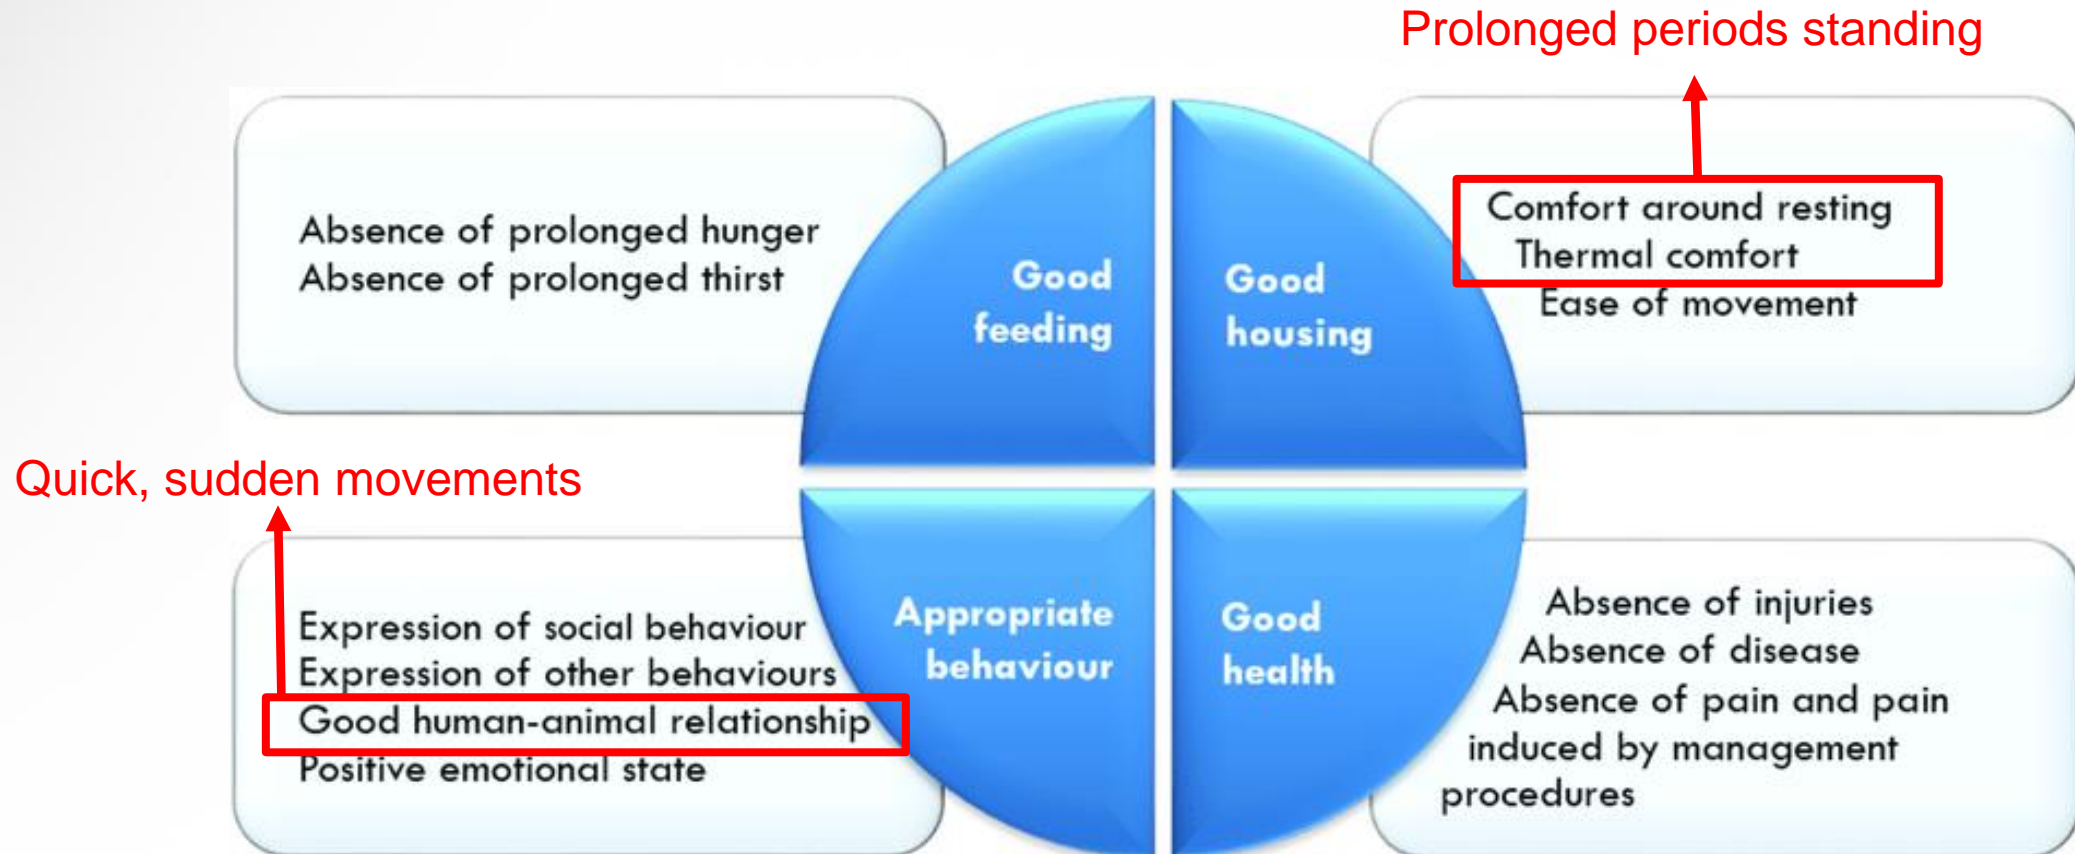 Prolonged periods standing
Absence of prolonged hunger
Absence of prolonged thirst
Good
feeding
Good
housing
Comfort around resting
Thermal comfort
Ease of movement
Quick, sudden movements
Expression of social behaviour
Expression of other behaviours
Good human-animal relationship
Positive emotional state
Appropriate
behaviour
Good
health
Absence of injuries
Absence of disease
Absence of pain and pain
induced by management
procedures